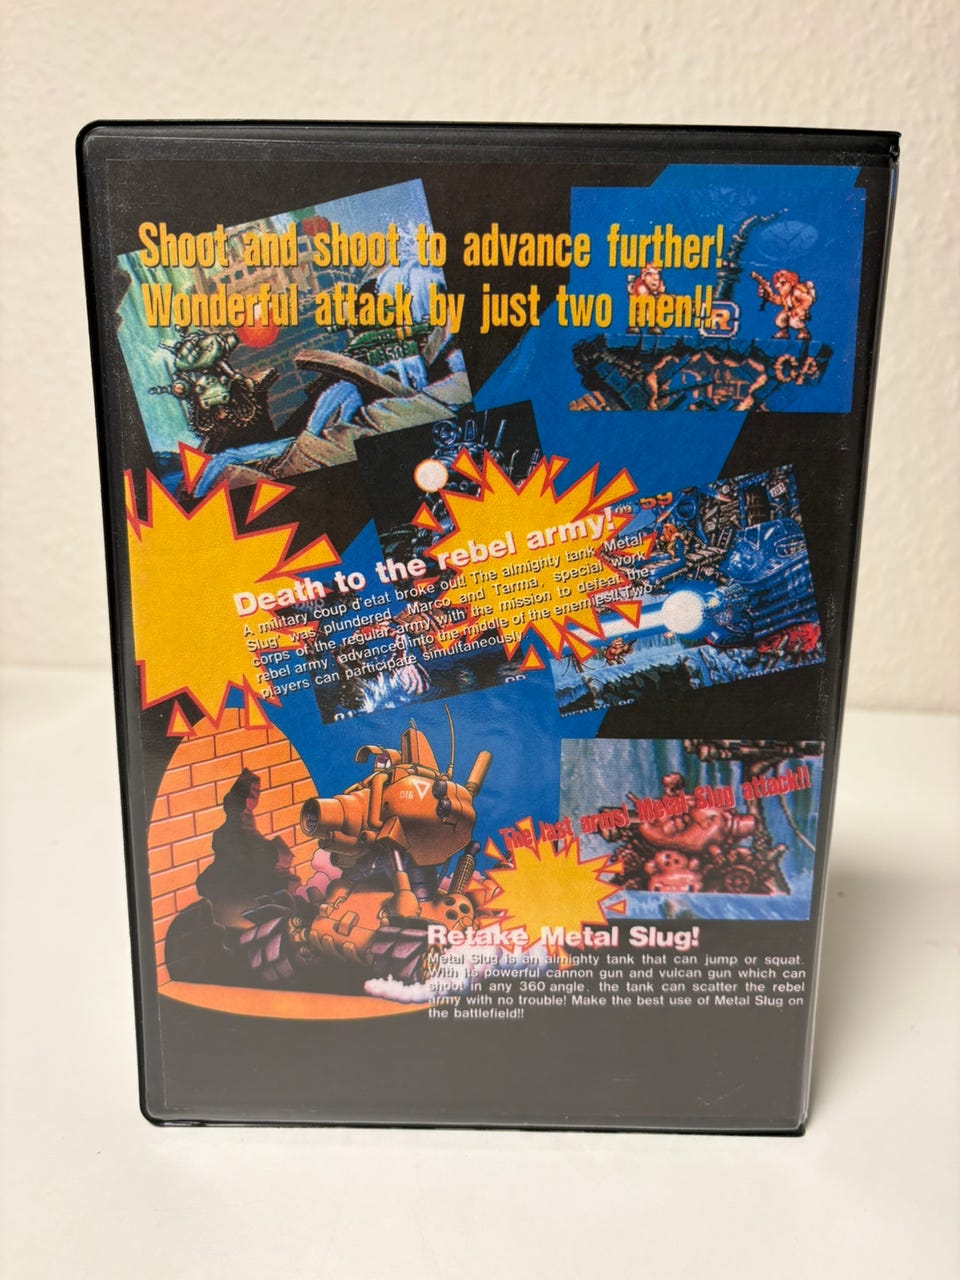 Shoot and shoot to advance further!
Wonderful attack by just two men!!
R
CA
59
Death to the rebel army!
A military coup d'etat broke out! The almighty tank 'Metal
Slug' was plundered. Marco and Tarma, special work
corps of the regular army with the mission to defeat the
rebel army, advanced into the middle of the enemies!! Two
players can participate simultaneously
016
The last arms! Metal Slug attack!!
Retake Metal Slug!
Metal Slug is an almighty tank that can jump or squat.
With its powerful cannon gun and vulcan gun which can
shoot in any 360 angle, the tank can scatter the rebel
army with no trouble! Make the best use of Metal Slug on
the battlefield!!